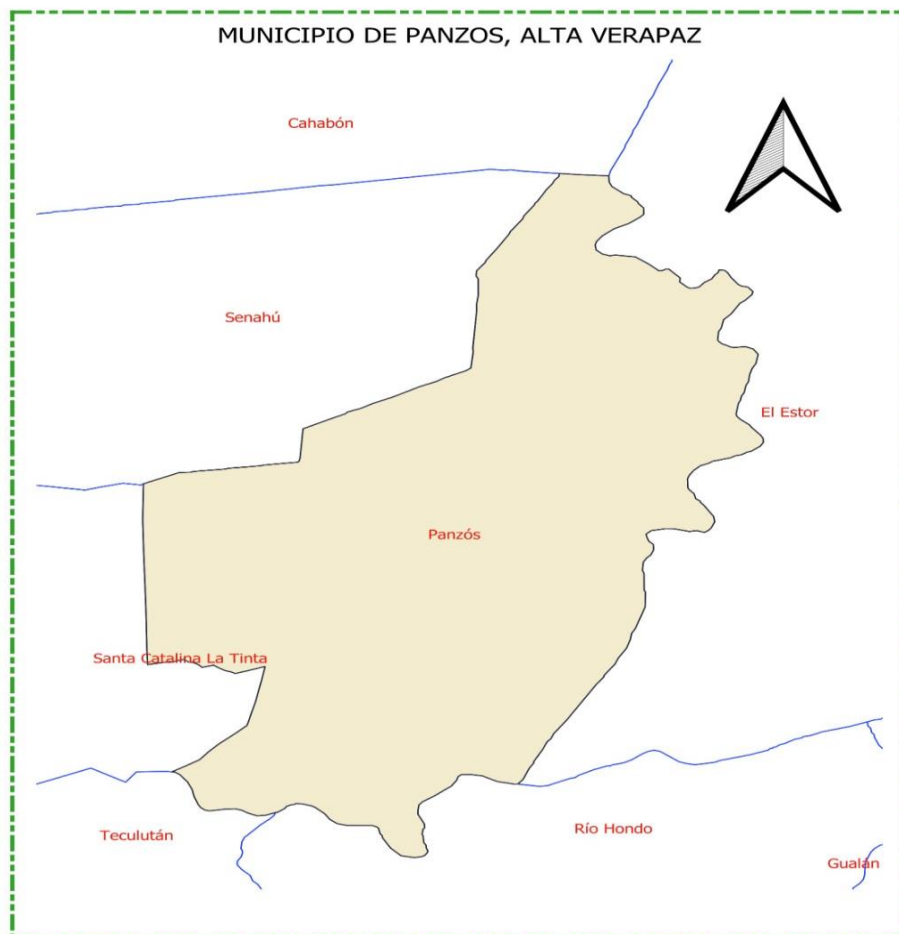 MUNICIPIO DE PANZOS, ALTA VERAPAZ
Cahabón
Senahú
El Estor
Panzós
Santa Catalina La Tinta
Teculután
Río Hondo
Gualán